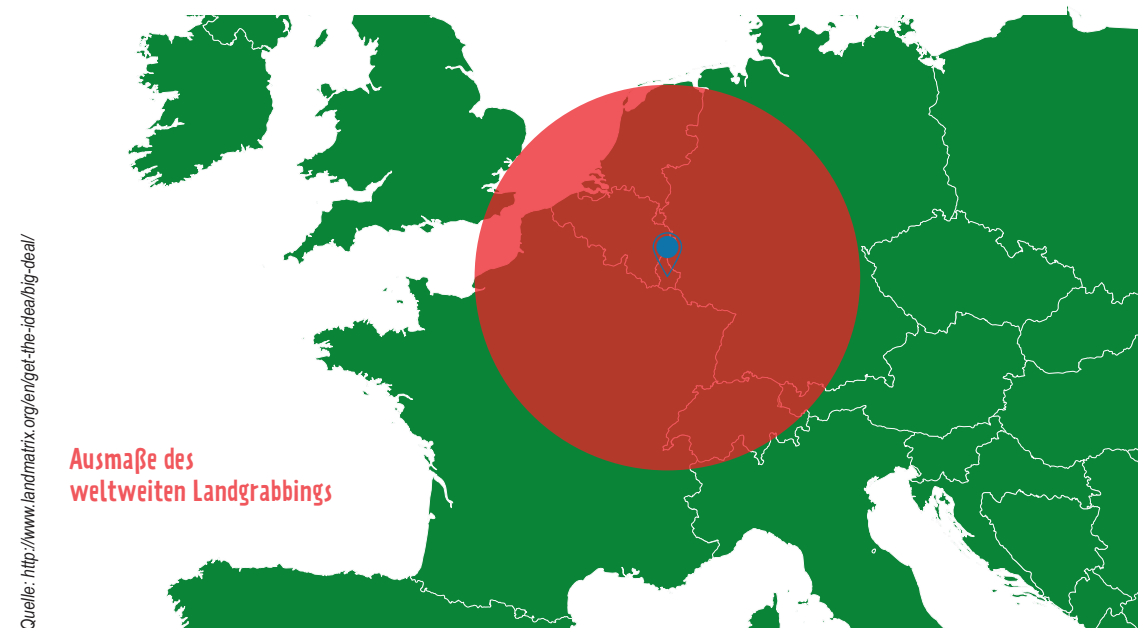 Ausmaße des
weltweiten Landgrabbings
Quelle: http://www.landmatrix.org/en/get-the-idea/big-deal/